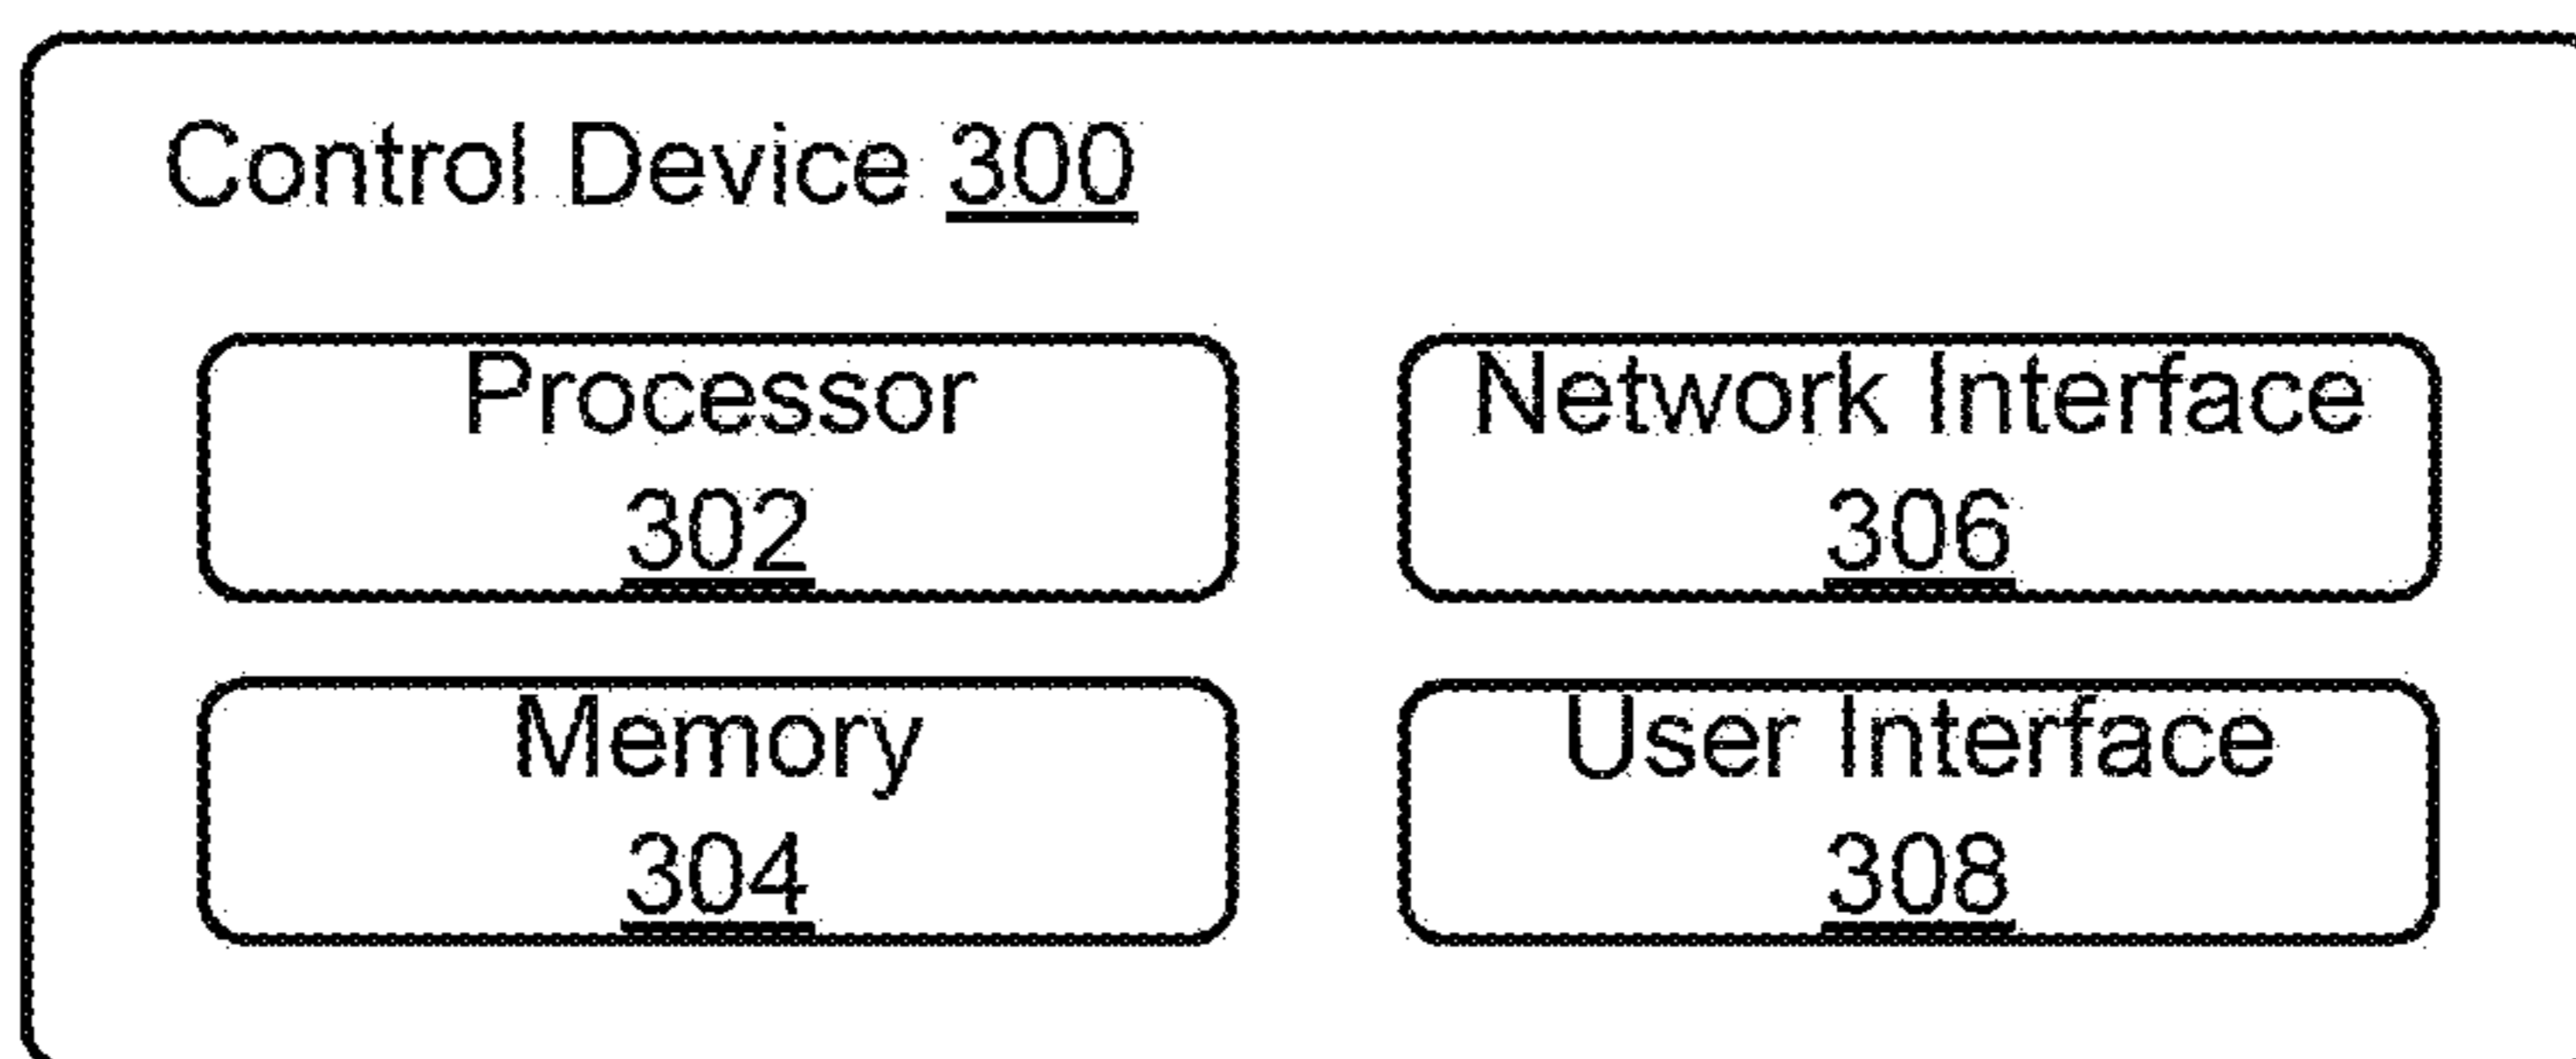 Control Device 300
Processor
302
Network Interface
306
Memory
304
User Interface
308